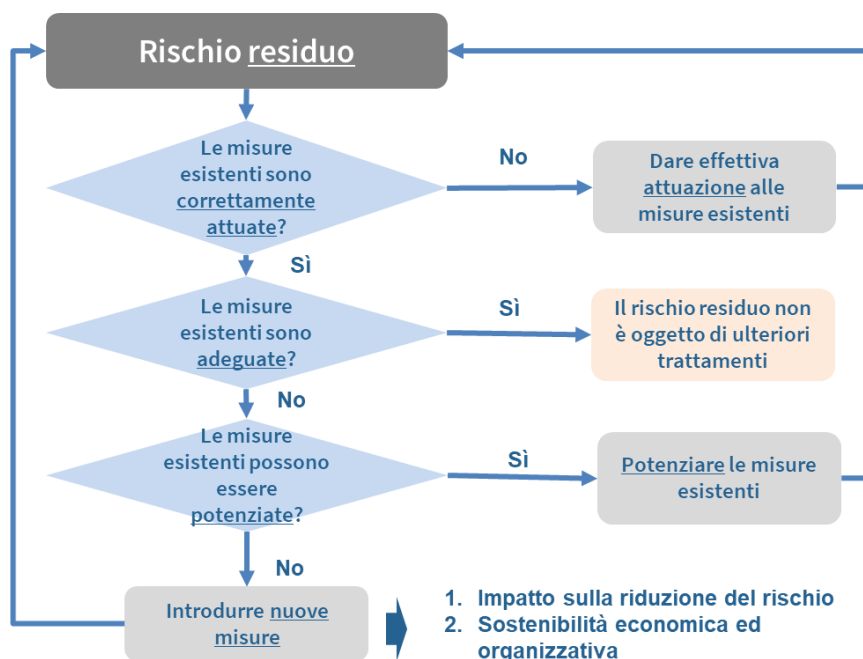 Rischio residuo
Le misure
esistenti sono
correttamente
attuate?
No
Dare effettiva
attuazione alle
misure esistenti
Sì
Le misure
esistenti sono
adeguate?
Sì
Il rischio residuo non
è oggetto di ulteriori
trattamenti
No
Le misure
esistenti possono
essere
potenziate?
Sì
Potenziare le misure
esistenti
No
Introdurre nuove
misure
1. Impatto sulla riduzione del rischio
2. Sostenibilità economica ed
organizzativa